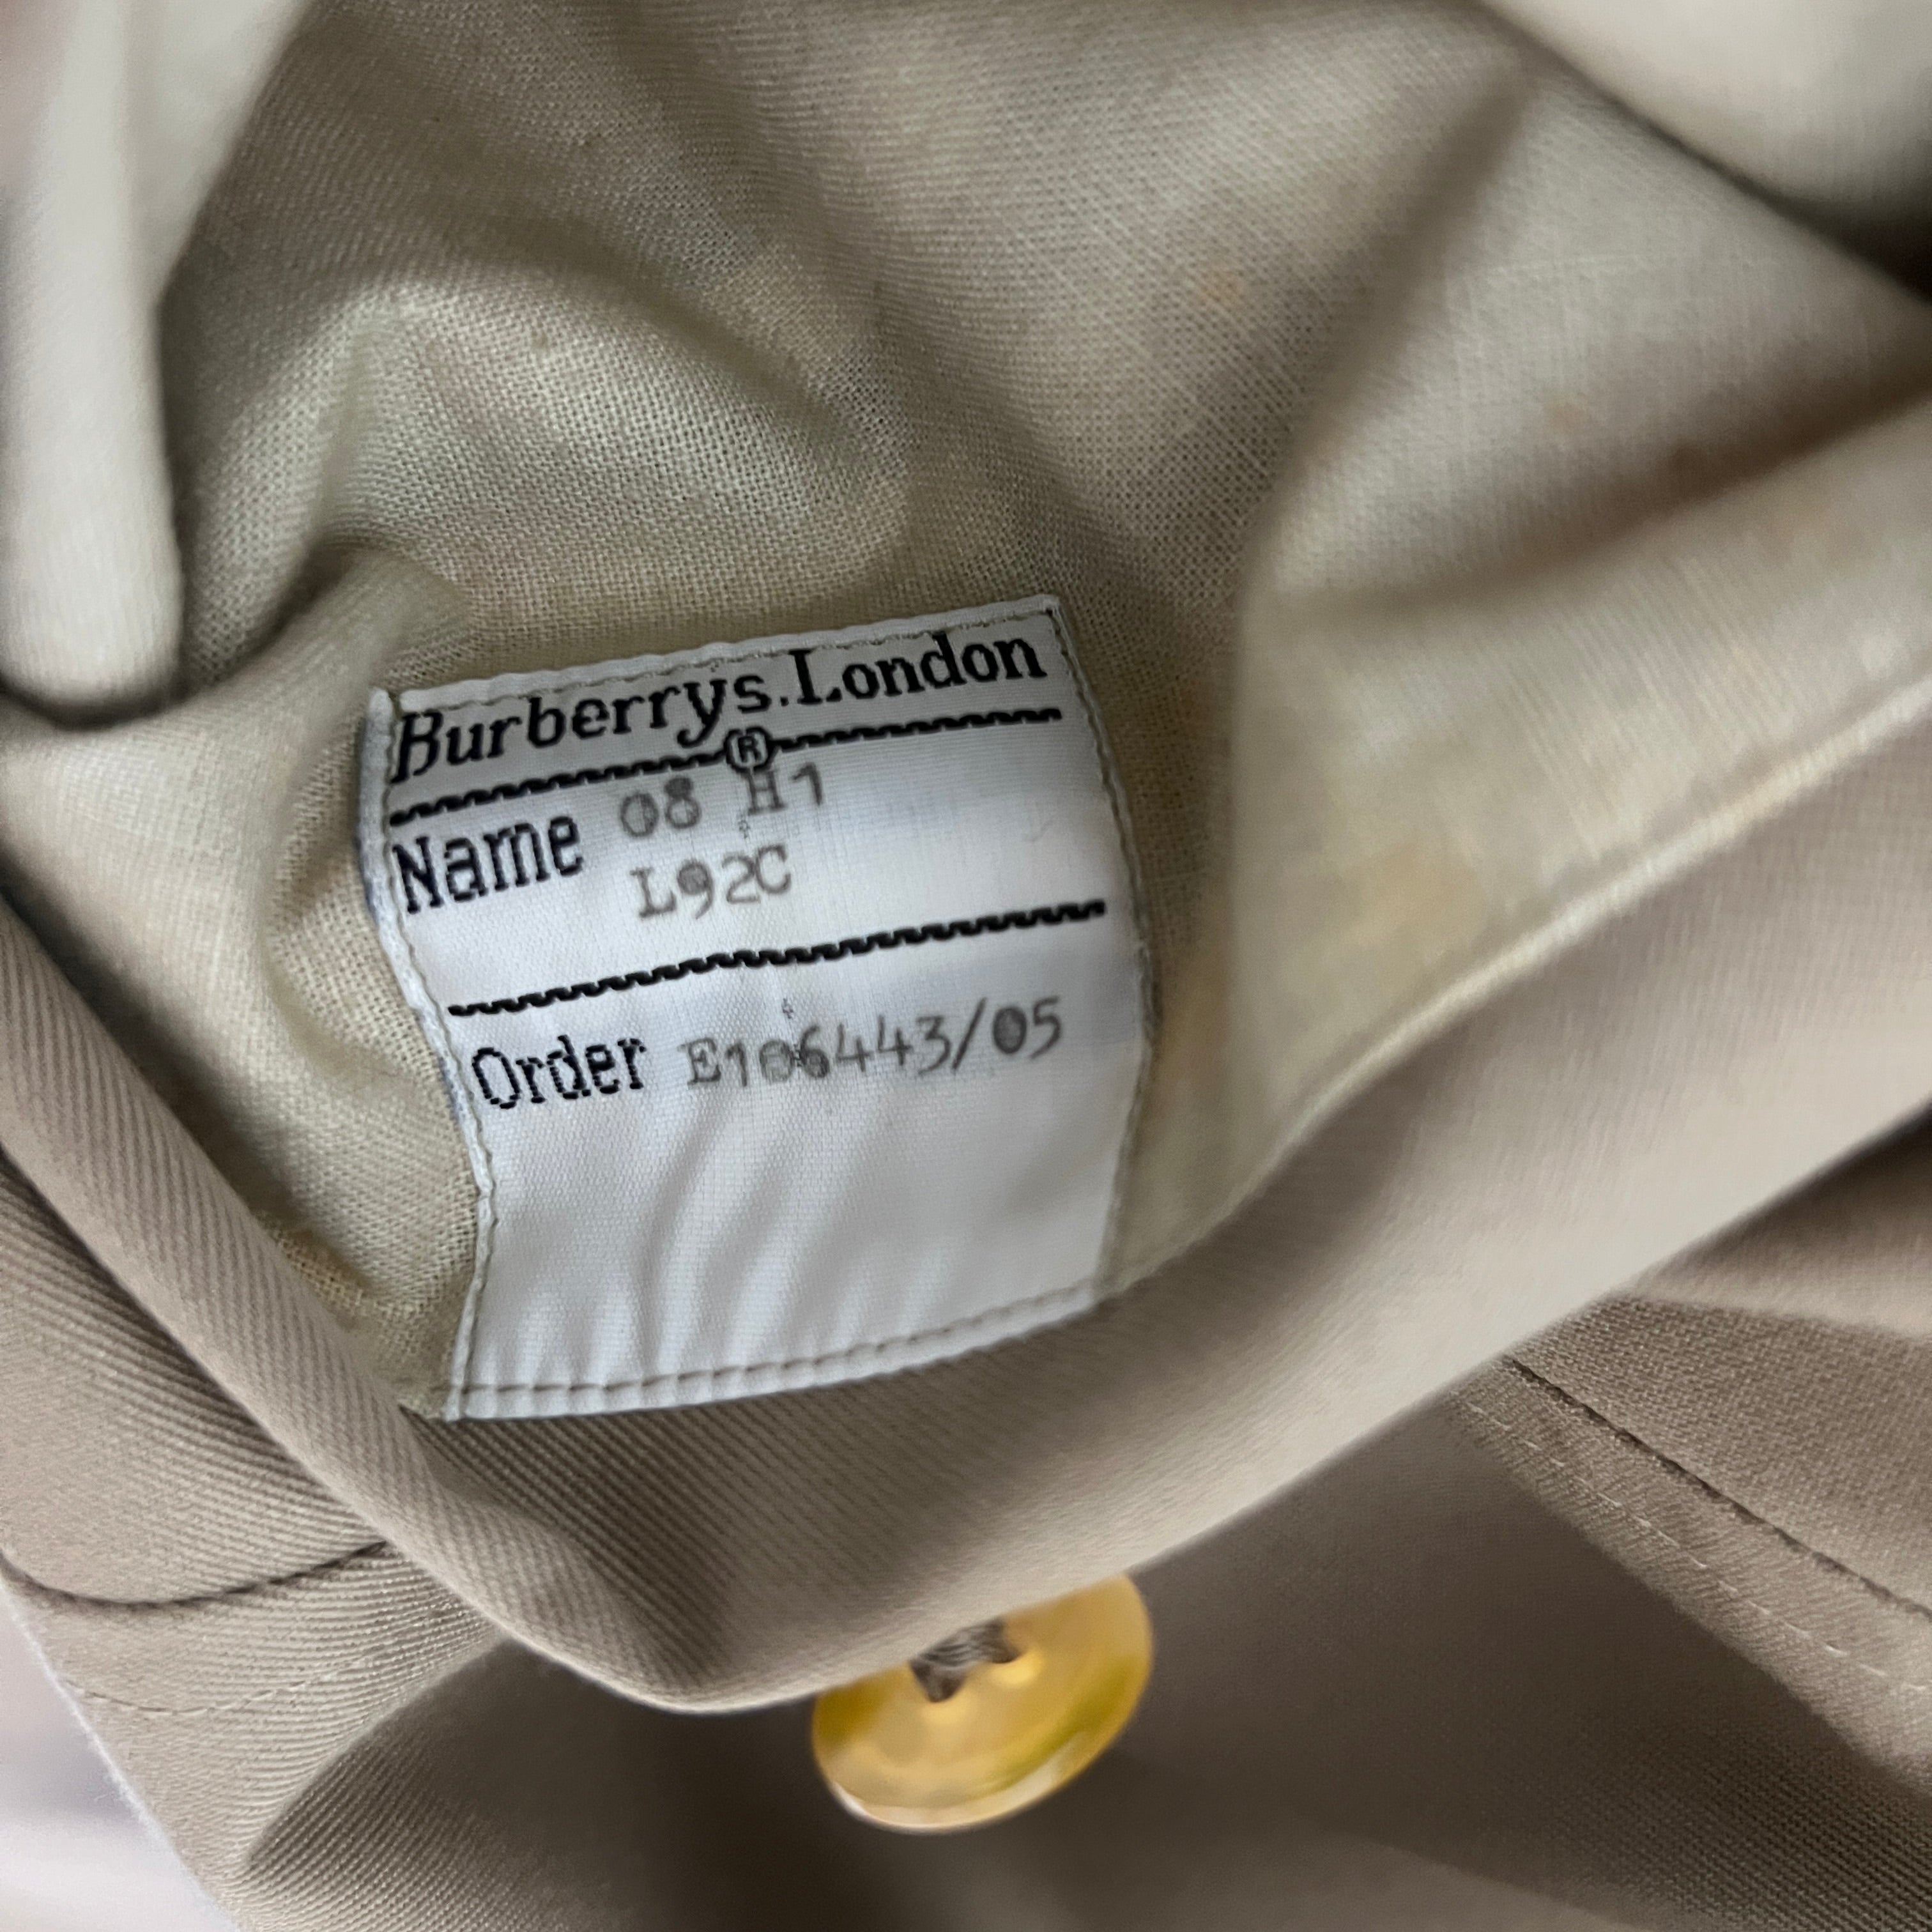 Burberrys.London
®
Name 08 H1
L92C
Order E106443/05